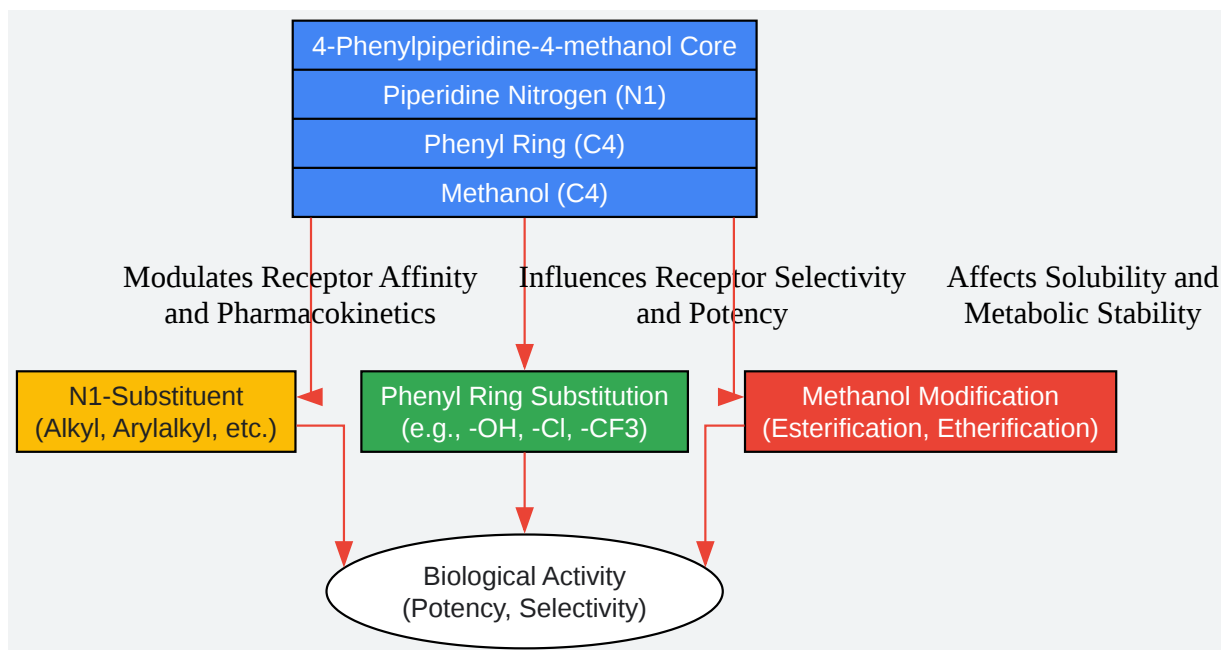 4-Phenylpiperidine-4-methanol Core
Piperidine Nitrogen (N1)
Phenyl Ring (C4)
Methanol (C4)
Modulates Receptor Affinity
and Pharmacokinetics
Influences Receptor Selectivity
and Potency
Affects Solubility and
Metabolic Stability
N1-Substituent
(Alkyl, Arylalkyl, etc.)
Phenyl Ring Substitution
(e.g., -OH, -Cl, -CF3)
Methanol Modification
(Esterification, Etherification)
Biological Activity
(Potency, Selectivity)